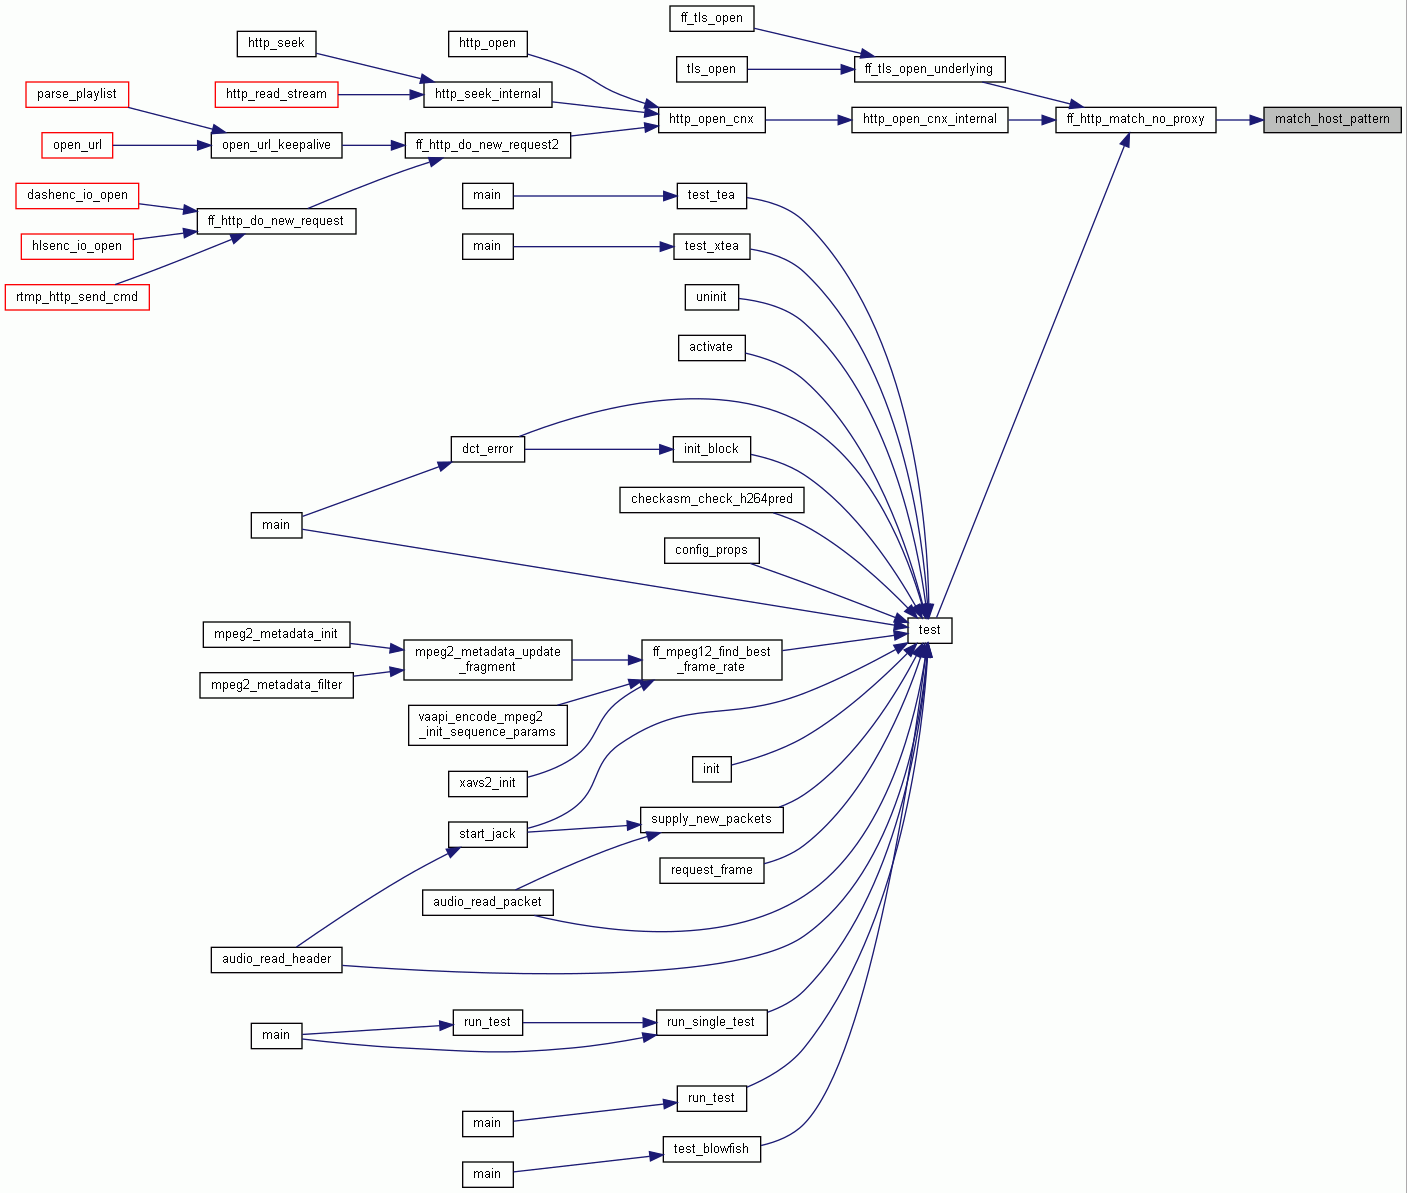 ff_tls_open
http_seek
http_open
tls_open
ff_tls_open_underlying
parse_playlist
http_read_stream
http_seek_internal
http_open_cnx
http_open_cnx_internal
ff_http_match_no_proxy
match_host_pattern
open_url
open_url_keepalive
ff_http_do_new_request2
dashenc_io_open
main
test_tea
ff_http_do_new_request
hlsenc_io_open
main
test_xtea
rtmp_http_send_cmd
uninit
activate
dct_error
init_block
checkasm_check_h264pred
main
config_props
test
mpeg2_metadata_init
mpeg2_metadata_update
_fragment
ff_mpeg12_find_best
_frame_rate
mpeg2_metadata_filter
vaapi_encode_mpeg2
_init_sequence_params
init
xavs2_init
supply_new_packets
start_jack
request_frame
audio_read_packet
audio_read_header
main
run_test
run_single_test
run_test
main
test_blowfish
main